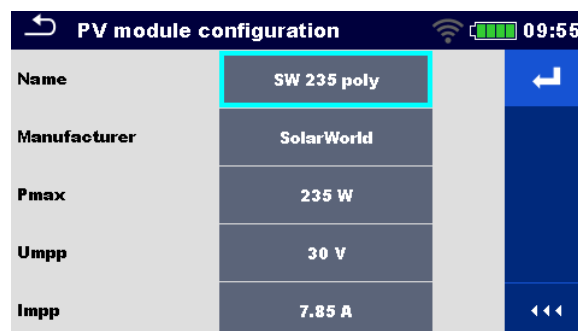 PV module configuration 09:55
Name SW 235 poly
Manufacturer SolarWorld
Pmax 235 W
Umpp 30 V
Impp 7.85 A